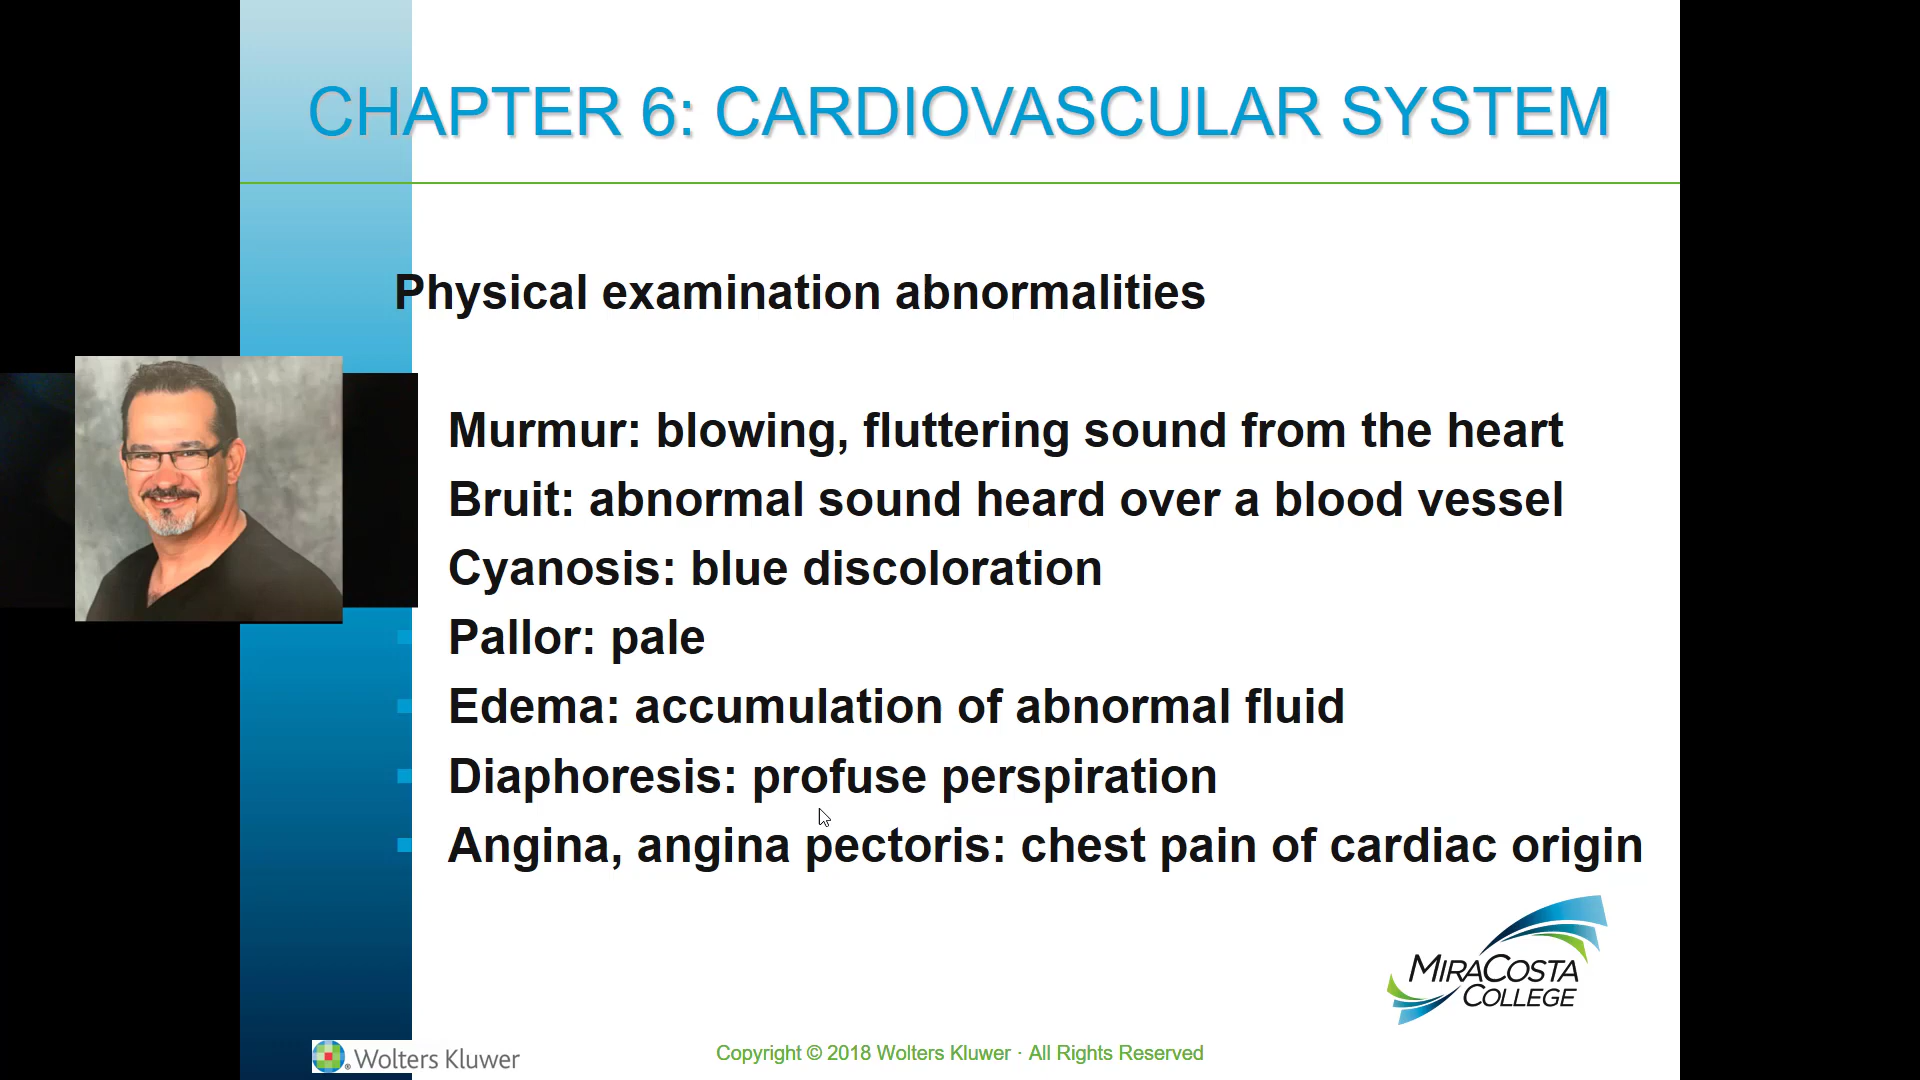 CHAPTER 6: CARDIOVASCULAR SYSTEM
Physical examination abnormalities
Murmur: blowing, fluttering sound from the heart
Bruit: abnormal sound heard over a blood vessel
Cyanosis: blue discoloration
Pallor: pale
Edema: accumulation of abnormal fluid
Diaphoresis: profuse perspiration
Angina, angina pectoris: chest pain of cardiac origin
MIRACOSTA
COLLEGE
Wolters Kluwer
Copyright © 2018 Wolters Kluwer · All Rights Reserved